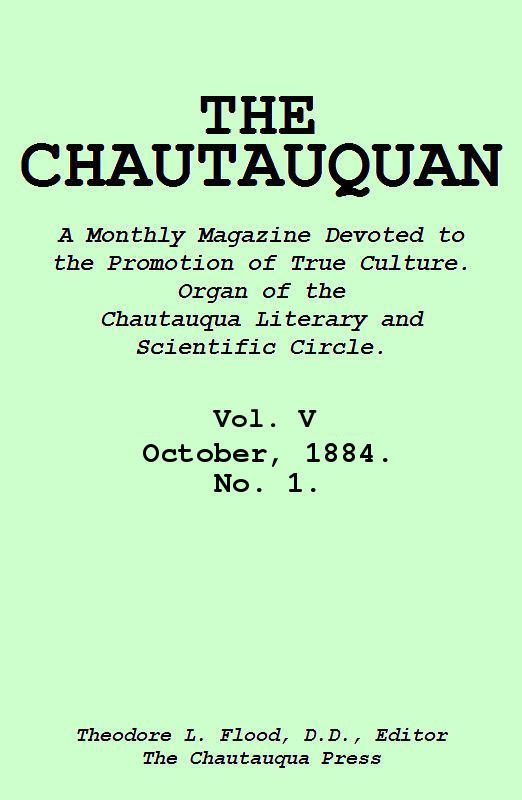 THE
CHAUTAUQUAN
A Monthly Magazine Devoted to
the Promotion of True Culture.
Organ of the
Chautauqua Literary and
Scientific Circle.
Vol. V
October, 1884.
No. 1.
Theodore L. Flood, D.D., Editor
The Chautauqua Press